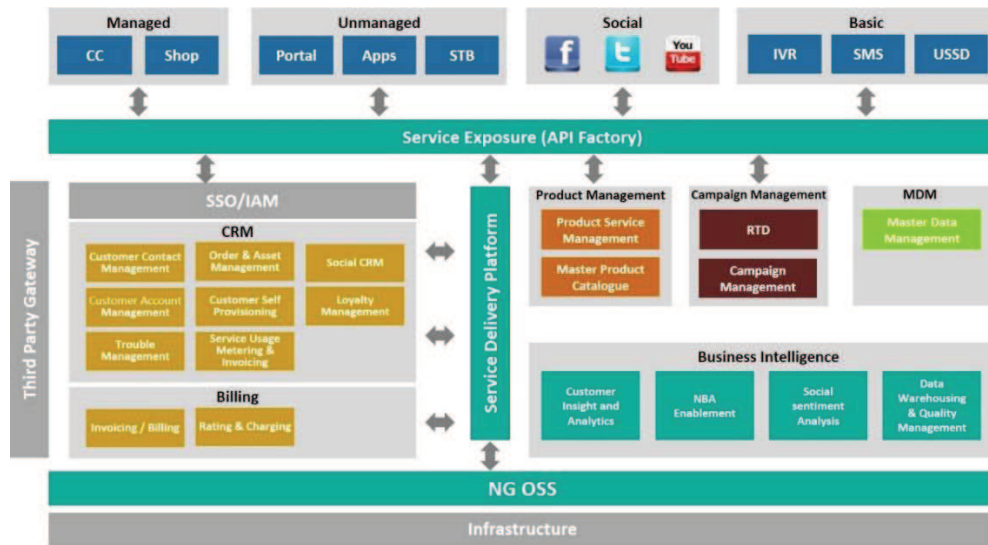 Managed
CC
Shop
Unmanaged
Portal
Apps
STB
Social
f
t
You
Tube
Basic
IVR
SMS
USSD
Service Exposure (API Factory)
Third Party Gateway
SSO/IAM
CRM
Customer Contact
Management
Order & Asset
Management
Social CRM
Customer Account
Management
Customer Self
Provisioning
Loyalty
Management
Trouble
Management
Service Usage
Metering &
Invoicing
Billing
Invoicing / Billing
Rating & Charging
Service Delivery Platform
Product Management
Product Service
Management
Master Product
Catalogue
Campaign Management
RTD
Campaign
Management
MDM
Master Data
Management
Business Intelligence
Customer
Insight and
Analytics
NBA
Enablement
Social
sentiment
Analysis
Data
Warehousing
& Quality
Management
NG OSS
Infrastructure